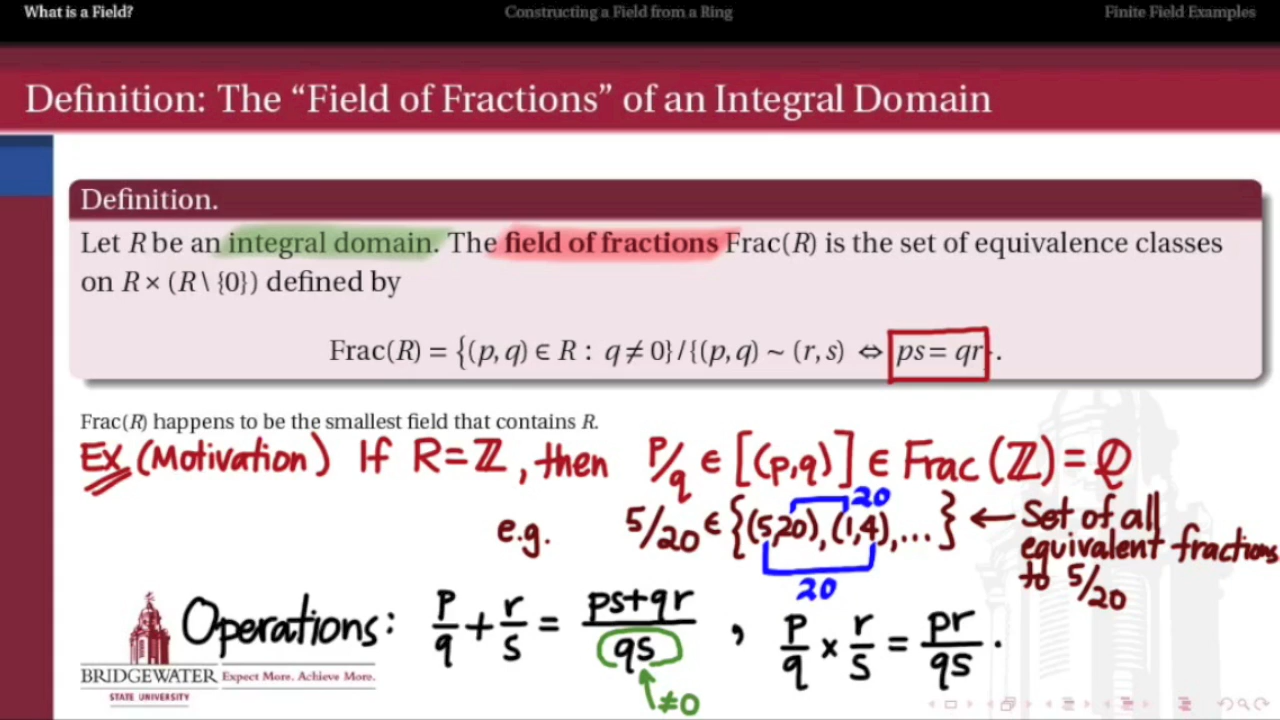 What is a Field? Constructing a Field from a Ring Finite Field Examples
Definition: The “Field of Fractions” of an Integral Domain
Definition.
Let R be an integral domain. The field of fractions Frac(R) is the set of equivalence classes
on R × (R \ {0}) defined by
Frac(R) = {(p, q) ∈ R : q ≠ 0}/{(p, q) ~ (r, s) ⇔ ps = qr}.
Frac(R) happens to be the smallest field that contains R.
Ex (Motivation) If R=ℤ, then P/q ∈ [(p,q)] ∈ Frac(ℤ) = ℚ
20
e.g. 5/20 ∈ {(5,20), (1,4), ...} ← Set of all
equivalent fractions
to 5/20
20
Operations: p/q + r/s = ps+qr/qs , p/q × r/s = pr/qs.
≠0
BRIDGEWATER Expect More. Achieve More.
STATE UNIVERSITY